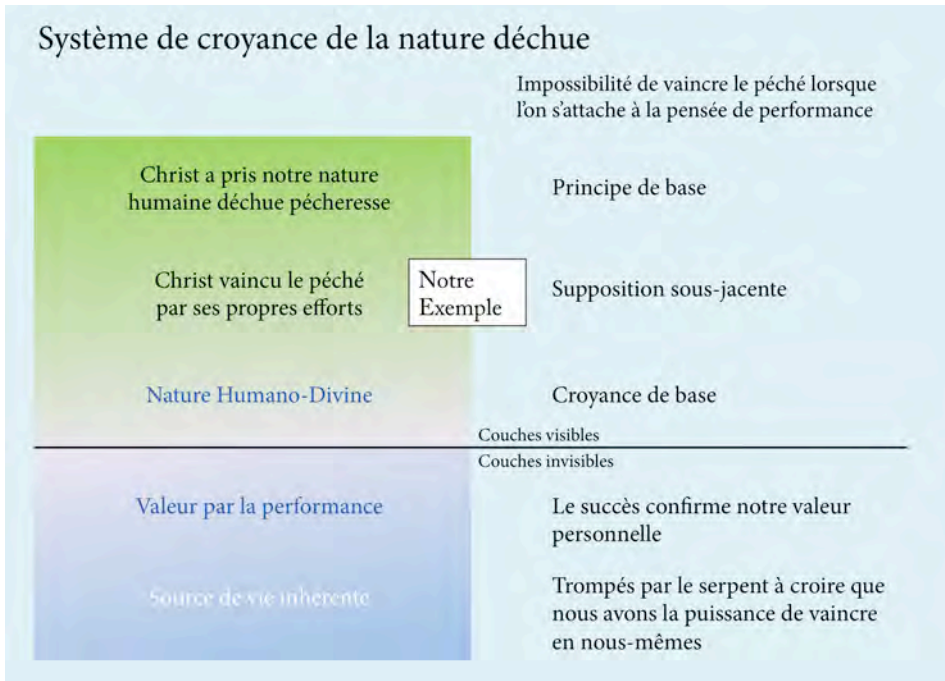 Système de croyance de la nature déchue
Impossibilité de vaincre le péché lorsque
l'on s'attache à la pensée de performance
Christ a pris notre nature
humaine déchue pécheresse
Principe de base
Christ vaincu le péché
par ses propres efforts
Notre
Exemple
Supposition sous-jacente
Nature Humano-Divine
Croyance de base
Couches visibles
Couches invisibles
Valeur par la performance
Le succès confirme notre valeur
personnelle
Source de vie inhérente
Trompés par le serpent à croire que
nous avons la puissance de vaincre
en nous-mêmes